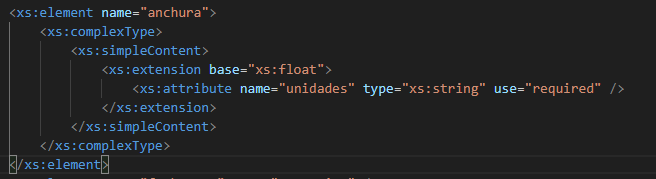 <xs:element name="anchura">
<xs:complexType>
<xs:simpleContent>
<xs:extension base="xs:float">
<xs:attribute name="unidades" type="xs:string" use="required" />
</xs:extension>
</xs:simpleContent>
</xs:complexType>
</xs:element>